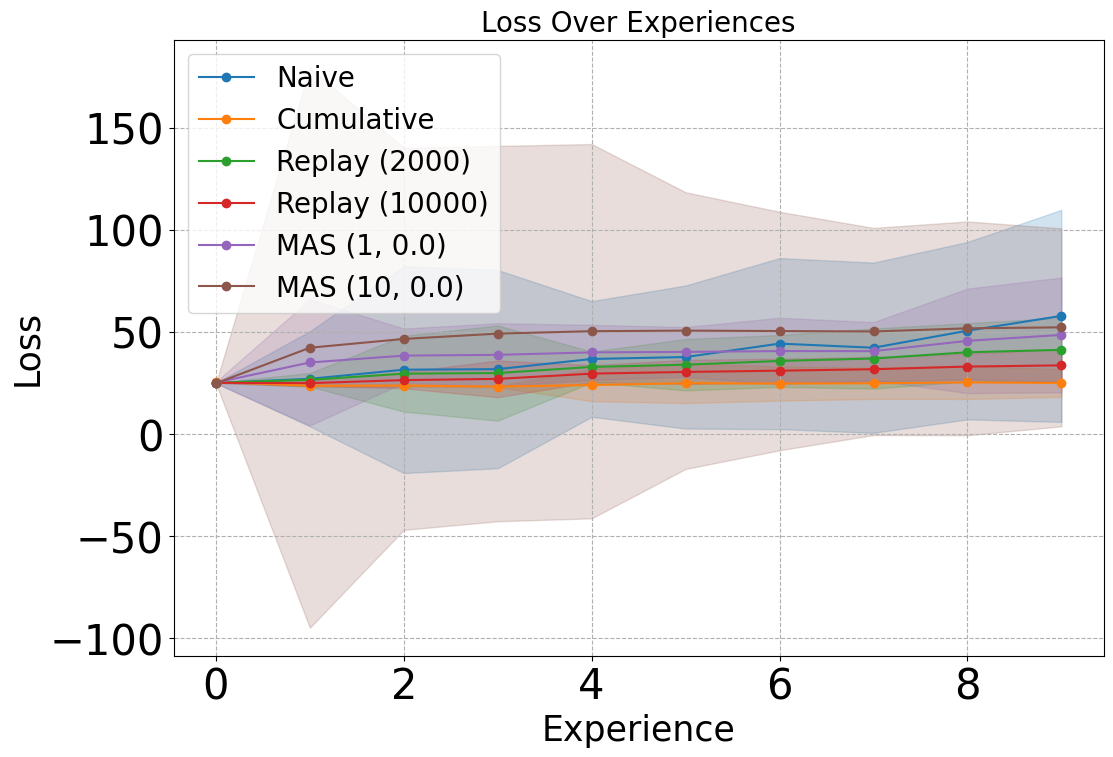 Loss Over Experiences
Naive
Cumulative
Replay (2000)
Replay (10000)
MAS (1, 0.0)
MAS (10, 0.0)
150
100
50
0
−50
−100
Loss
0 2 4 6 8
Experience